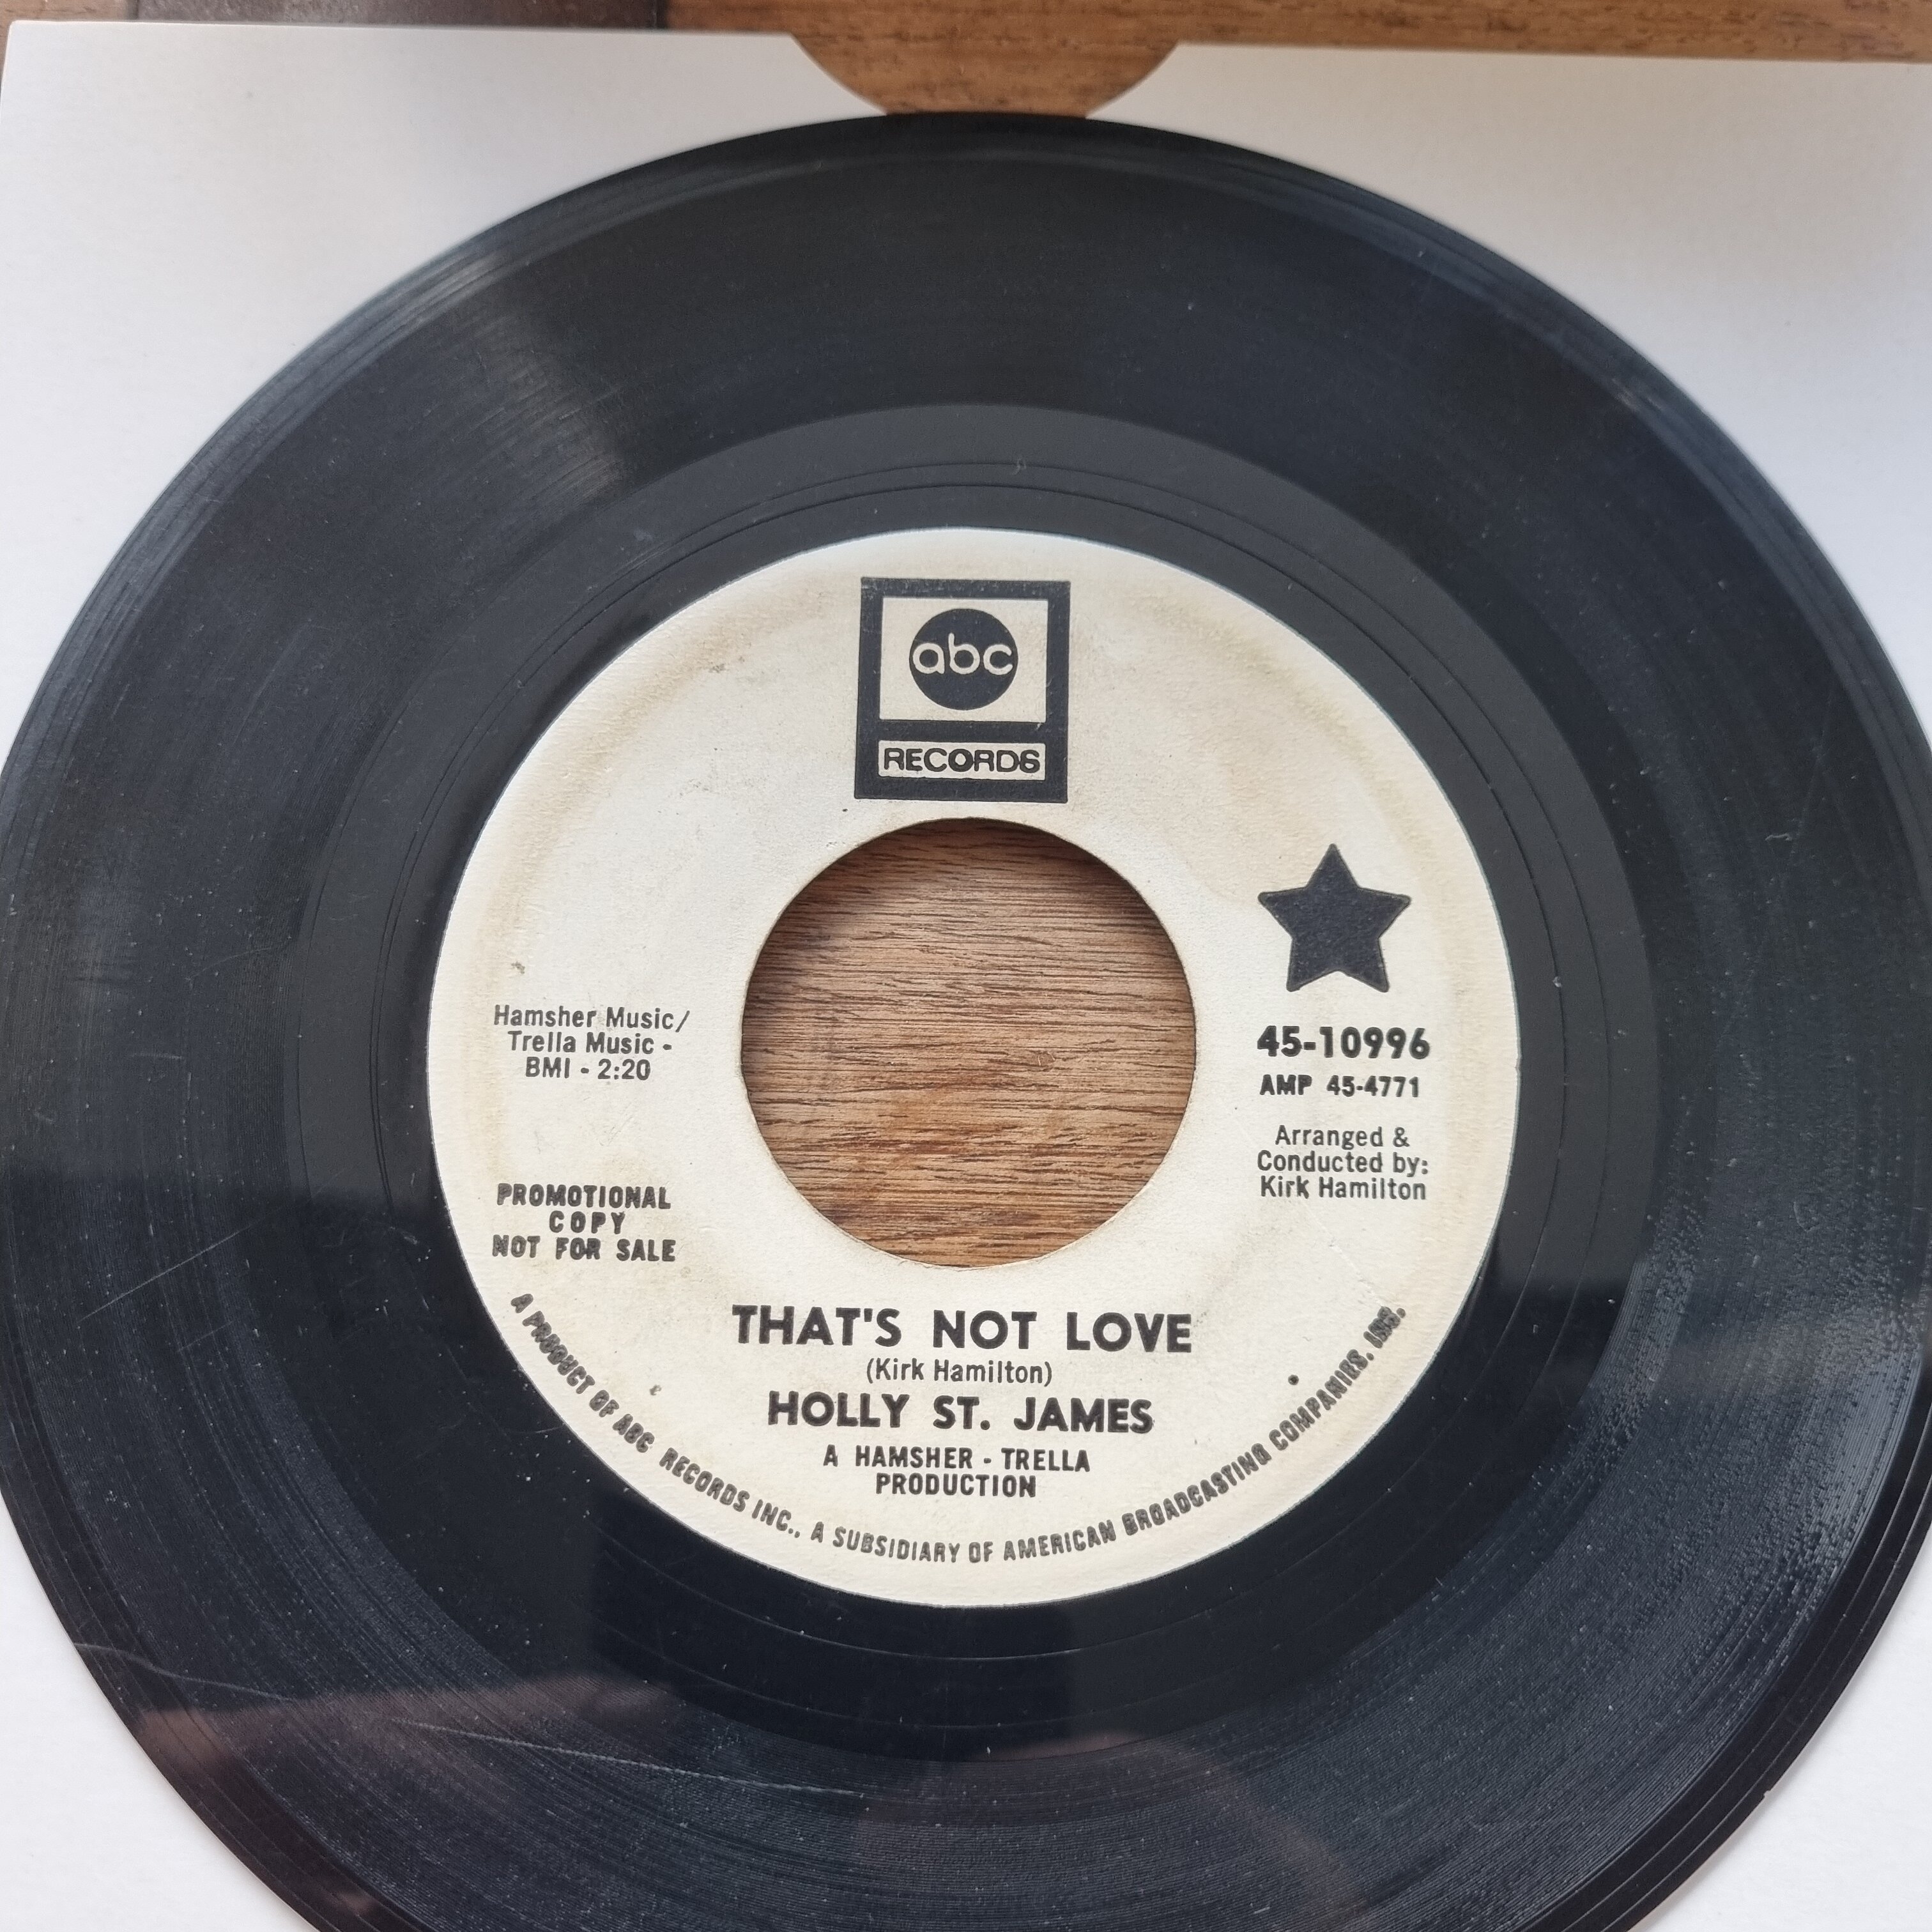 abc
RECORDS
Hamsher Music/
Trella Music -
BMI - 2:20
PROMOTIONAL
COPY
NOT FOR SALE
45-10996
AMP 45-4771
Arranged &
Conducted by:
Kirk Hamilton
THAT'S NOT LOVE
(Kirk Hamilton)
HOLLY ST. JAMES
A HAMSHER - TRELLA
PRODUCTION
A PRODUCT OF ABC RECORDS INC., A SUBSIDIARY OF AMERICAN BROADCASTING COMPANIES, INC.